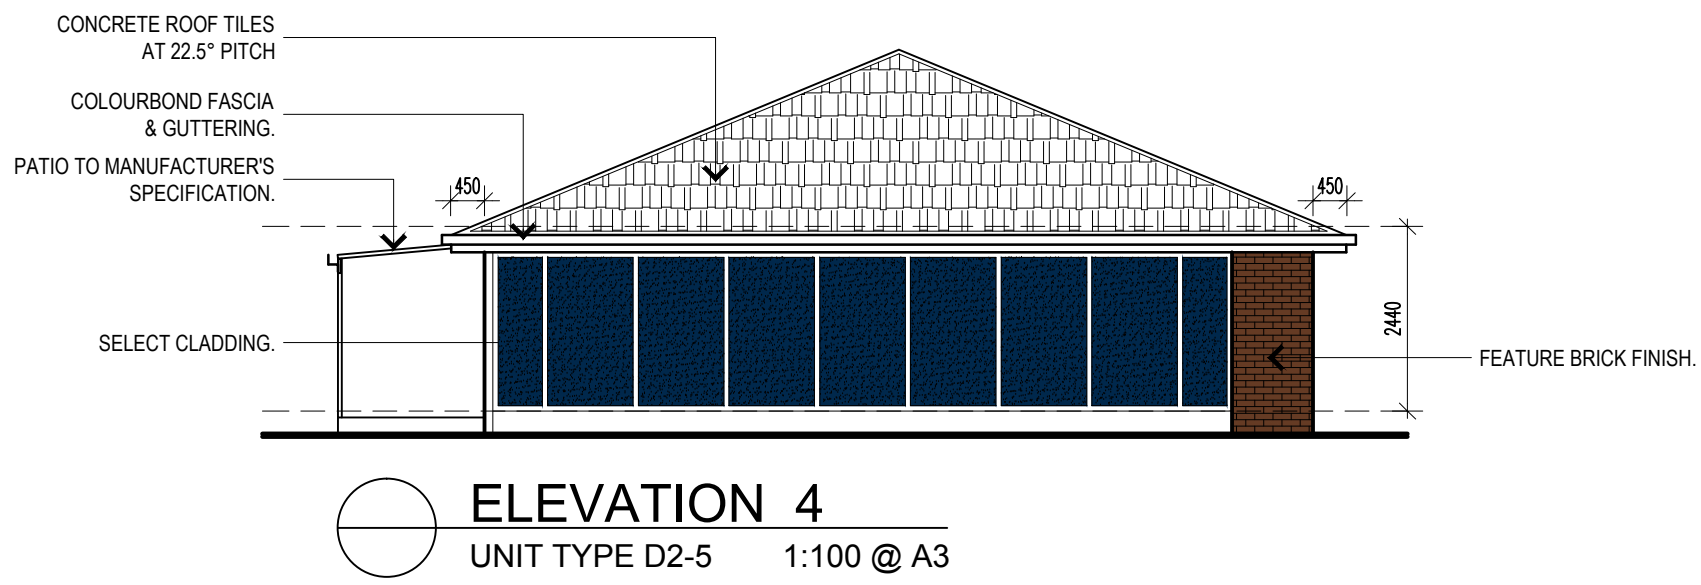 CONCRETE ROOF TILES
AT 22.5° PITCH
COLOURBOND FASCIA
& GUTTERING.
PATIO TO MANUFACTURER'S
SPECIFICATION.
450
450
2440
SELECT CLADDING.
FEATURE BRICK FINISH.
ELEVATION 4
UNIT TYPE D2-5 1:100 @ A3